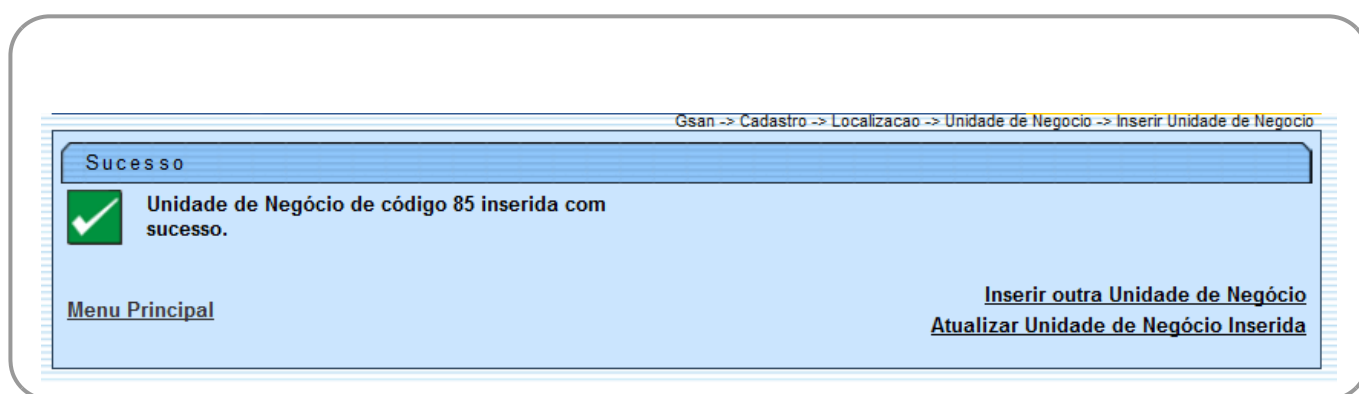 Gsan -> Cadastro -> Localizacao -> Unidade de Negocio -> Inserir Unidade de Negocio
Sucesso
Unidade de Negócio de código 85 inserida com
sucesso.
Inserir outra Unidade de Negócio
Menu Principal
Atualizar Unidade de Negócio Inserida